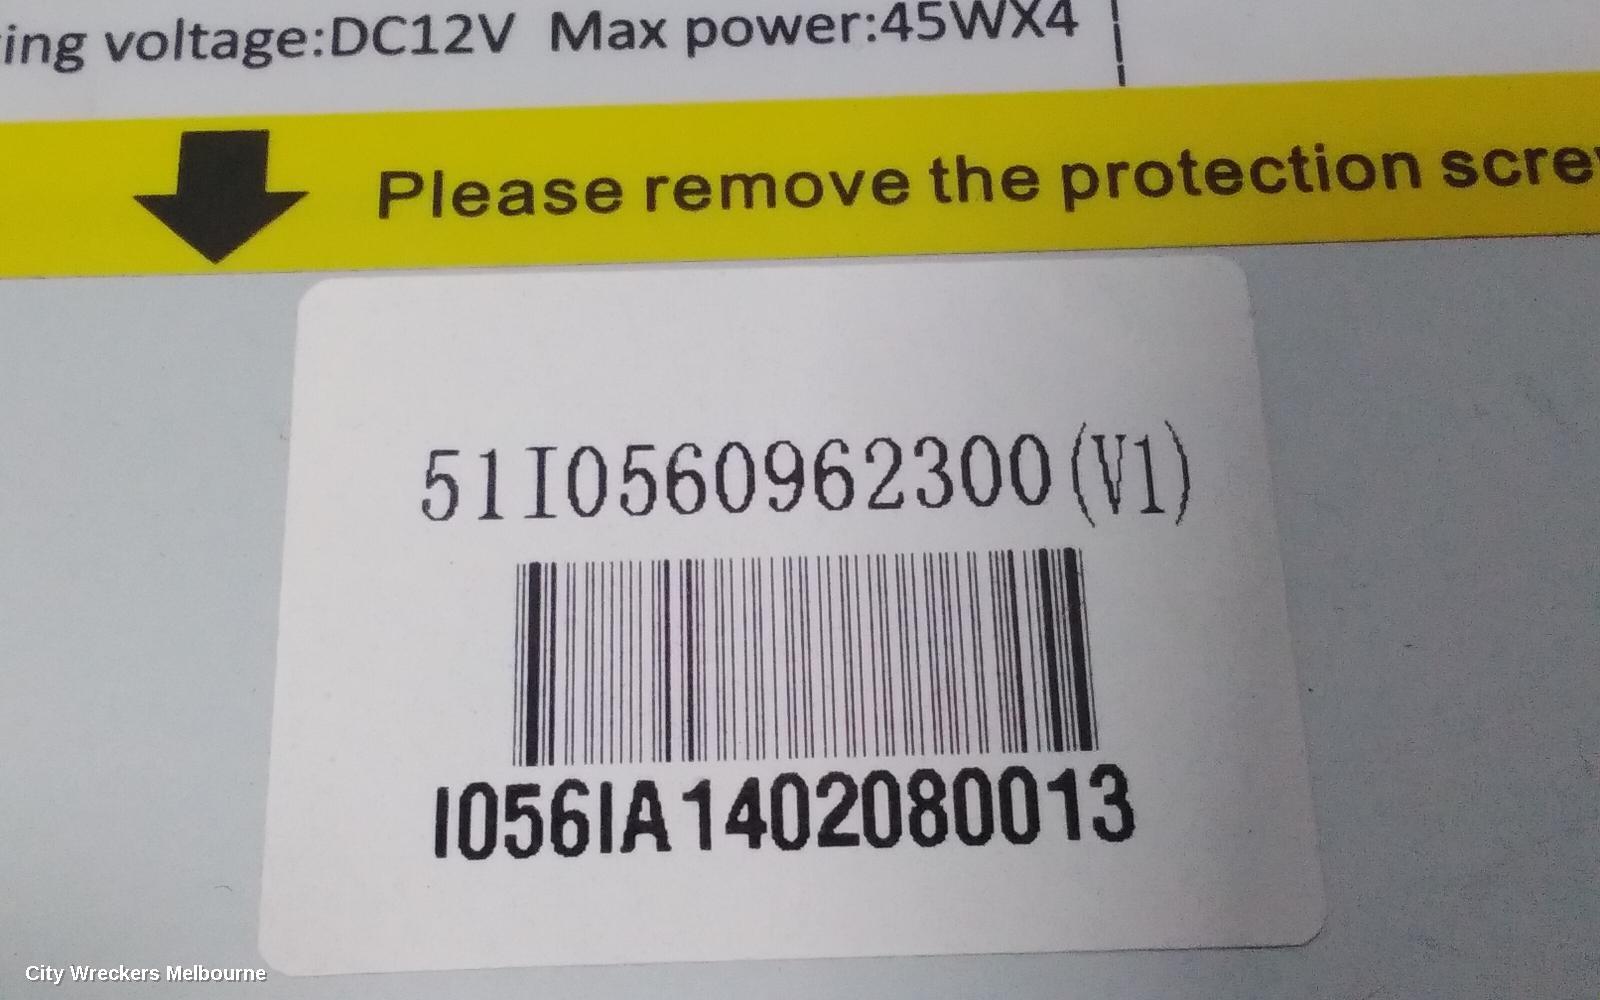 ing voltage:DC12V Max power:45WX4
Please remove the protection scre
51I0560962300(V1)
I056IA1402080013
City Wreckers Melbourne